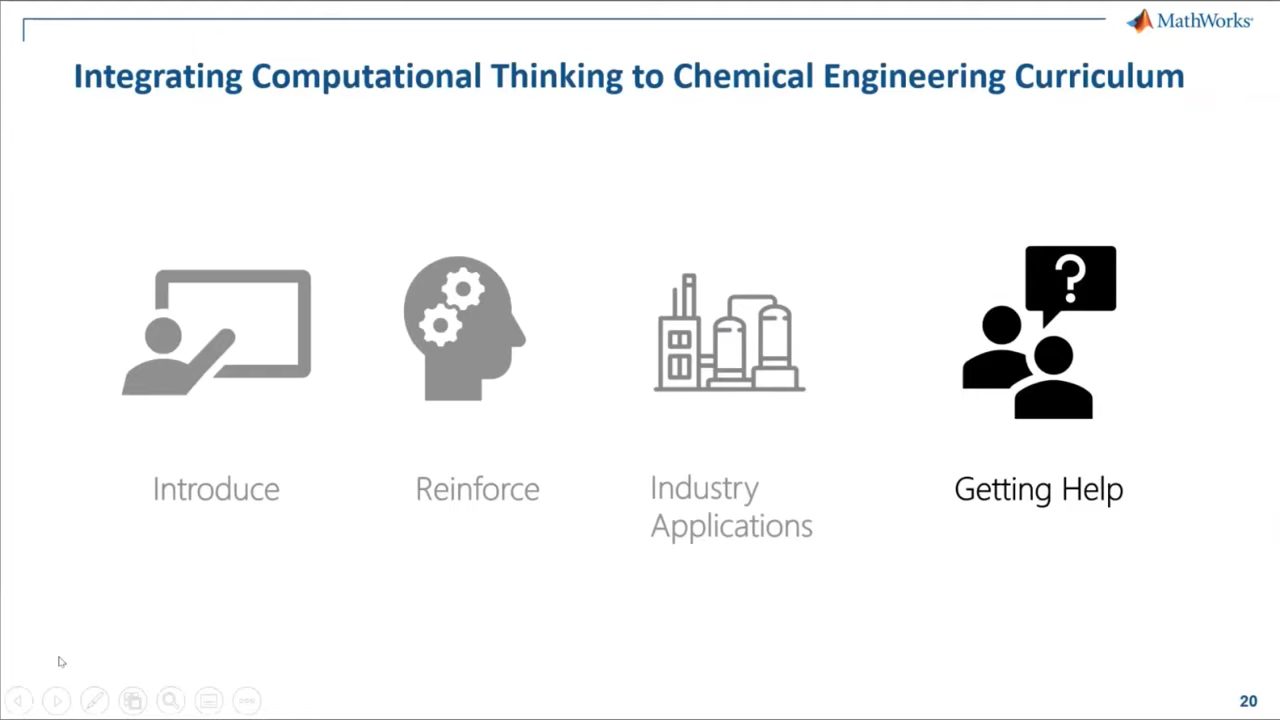 MathWorks®
Integrating Computational Thinking to Chemical Engineering Curriculum
?
Introduce
Reinforce
Industry
Applications
Getting Help
20